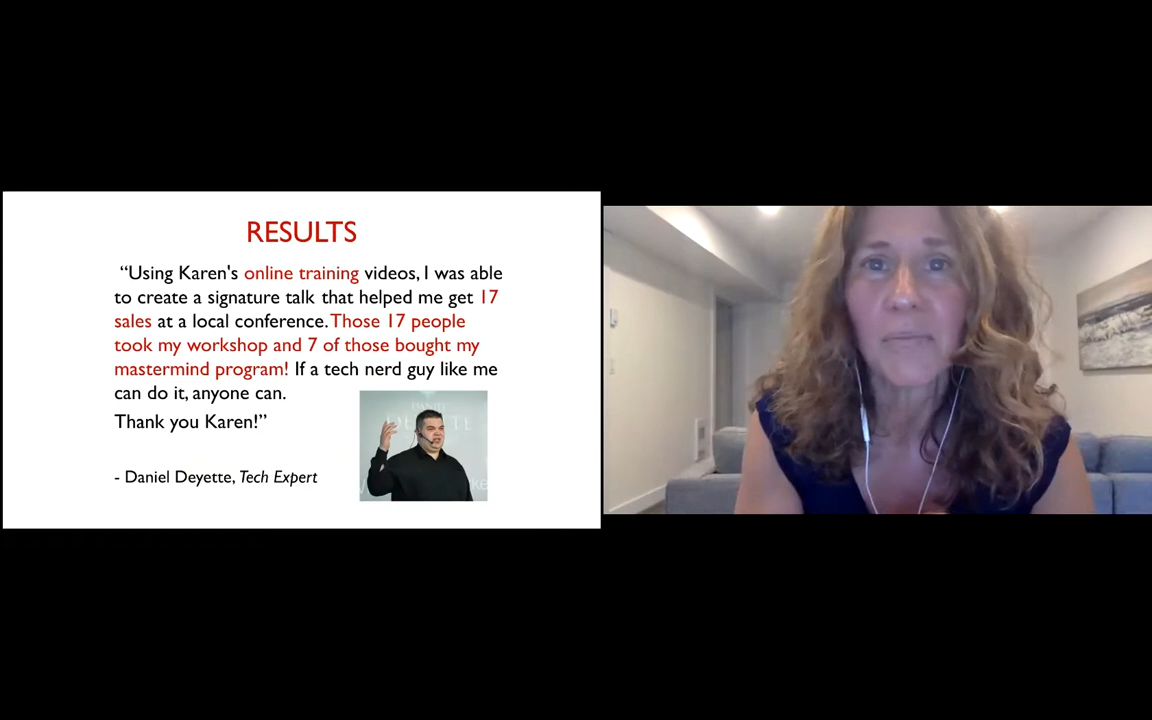 RESULTS
“Using Karen's online training videos, I was able
to create a signature talk that helped me get 17
sales at a local conference. Those 17 people
took my workshop and 7 of those bought my
mastermind program! If a tech nerd guy like me
can do it, anyone can.
Thank you Karen!”
- Daniel Deyette, Tech Expert